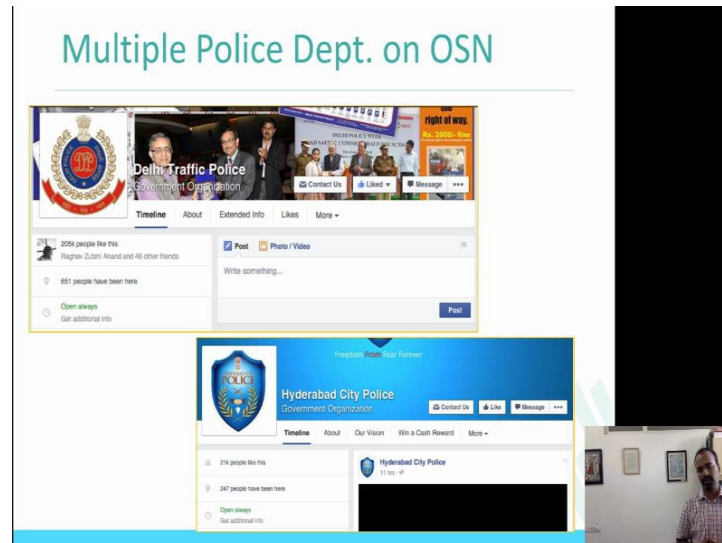 Multiple Police Dept. on OSN
the
right of way.
Rs. 2000/- fine
DELHI POLICE WEEK
Delhi Traffic Police
Government Organization
Contact Us Liked Message
Timeline About Extended Info Likes More
205k people like this
Raghav Zutshi Anand and 46 other friends
651 people have been here
Open always
Get additional info
Post Photo / Video
Write something...
Post
Freedom From Fear Forever
POLICE
Hyderabad City Police
Government Organization
Contact Us Like Message
Timeline About Our Vision Win a Cash Reward More
21k people like this
247 people have been here
Open always
Get additional info
Hyderabad City Police
11 hrs